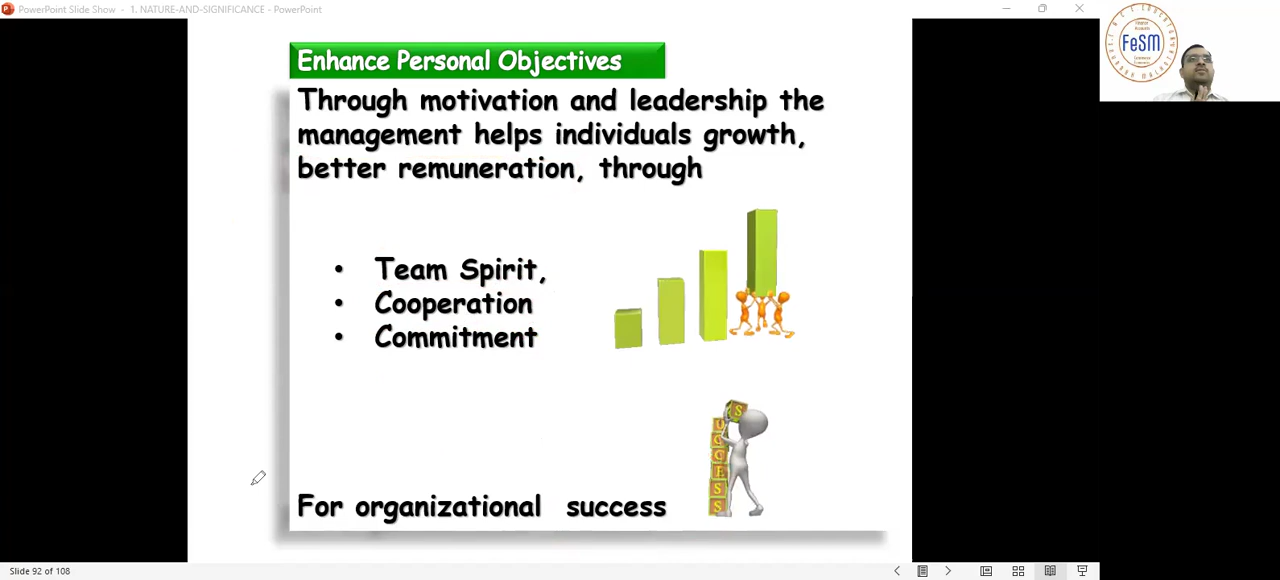 PowerPoint Slide Show - 1. NATURE-AND-SIGNIFICANCE - PowerPoint
FeSM
Enhance Personal Objectives
Through motivation and leadership the
management helps individuals growth,
better remuneration, through
• Team Spirit,
• Cooperation
• Commitment
S
U
C
C
E
S
S
For organizational success
Slide 92 of 108